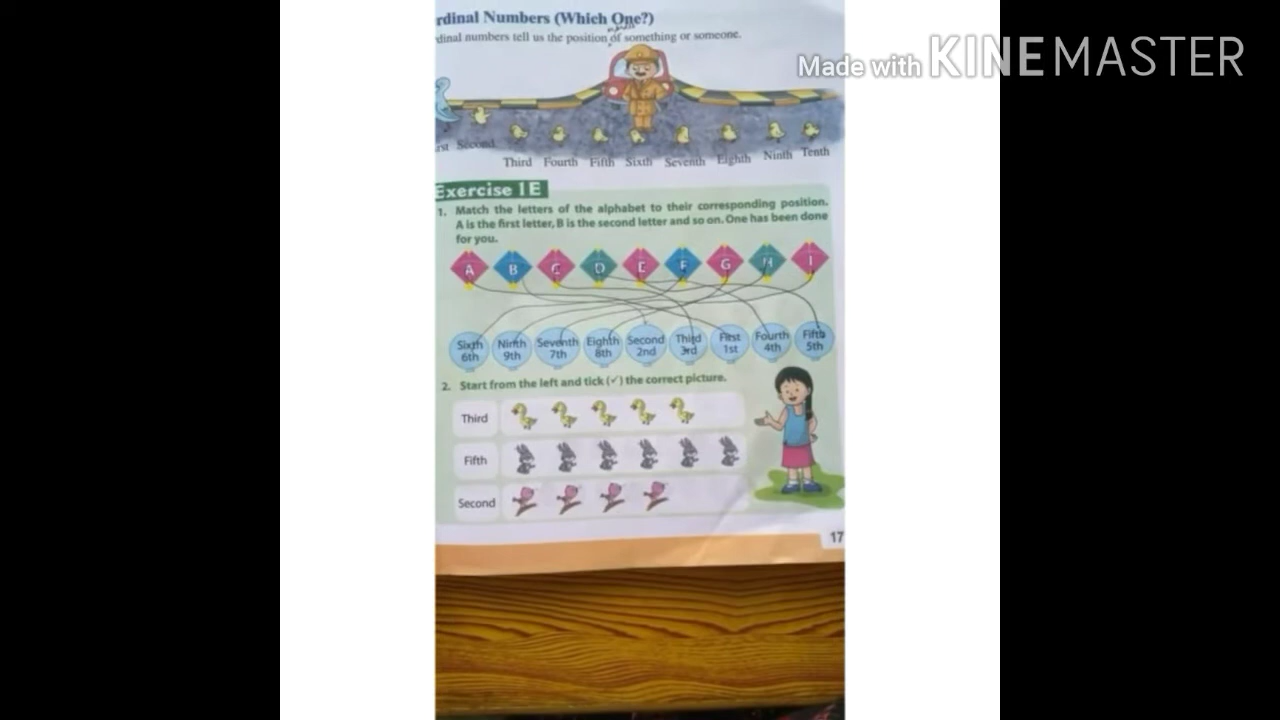 rdinal Numbers (Which One?)
dinal numbers tell us the position of something or someone.
Made with KINEMASTER
rst Second
Third Fourth Fifth Sixth Seventh Eighth Ninth Tenth
Exercise 1E
1. Match the letters of the alphabet to their corresponding position.
A is the first letter, B is the second letter and so on. One has been done
for you.
A B C D E F G H I
Sixth Ninth Seventh Eighth Second Third First Fourth Fifth
6th 9th 7th 8th 2nd 3rd 1st 4th 5th
2. Start from the left and tick (✓) the correct picture.
Third
Fifth
Second
17